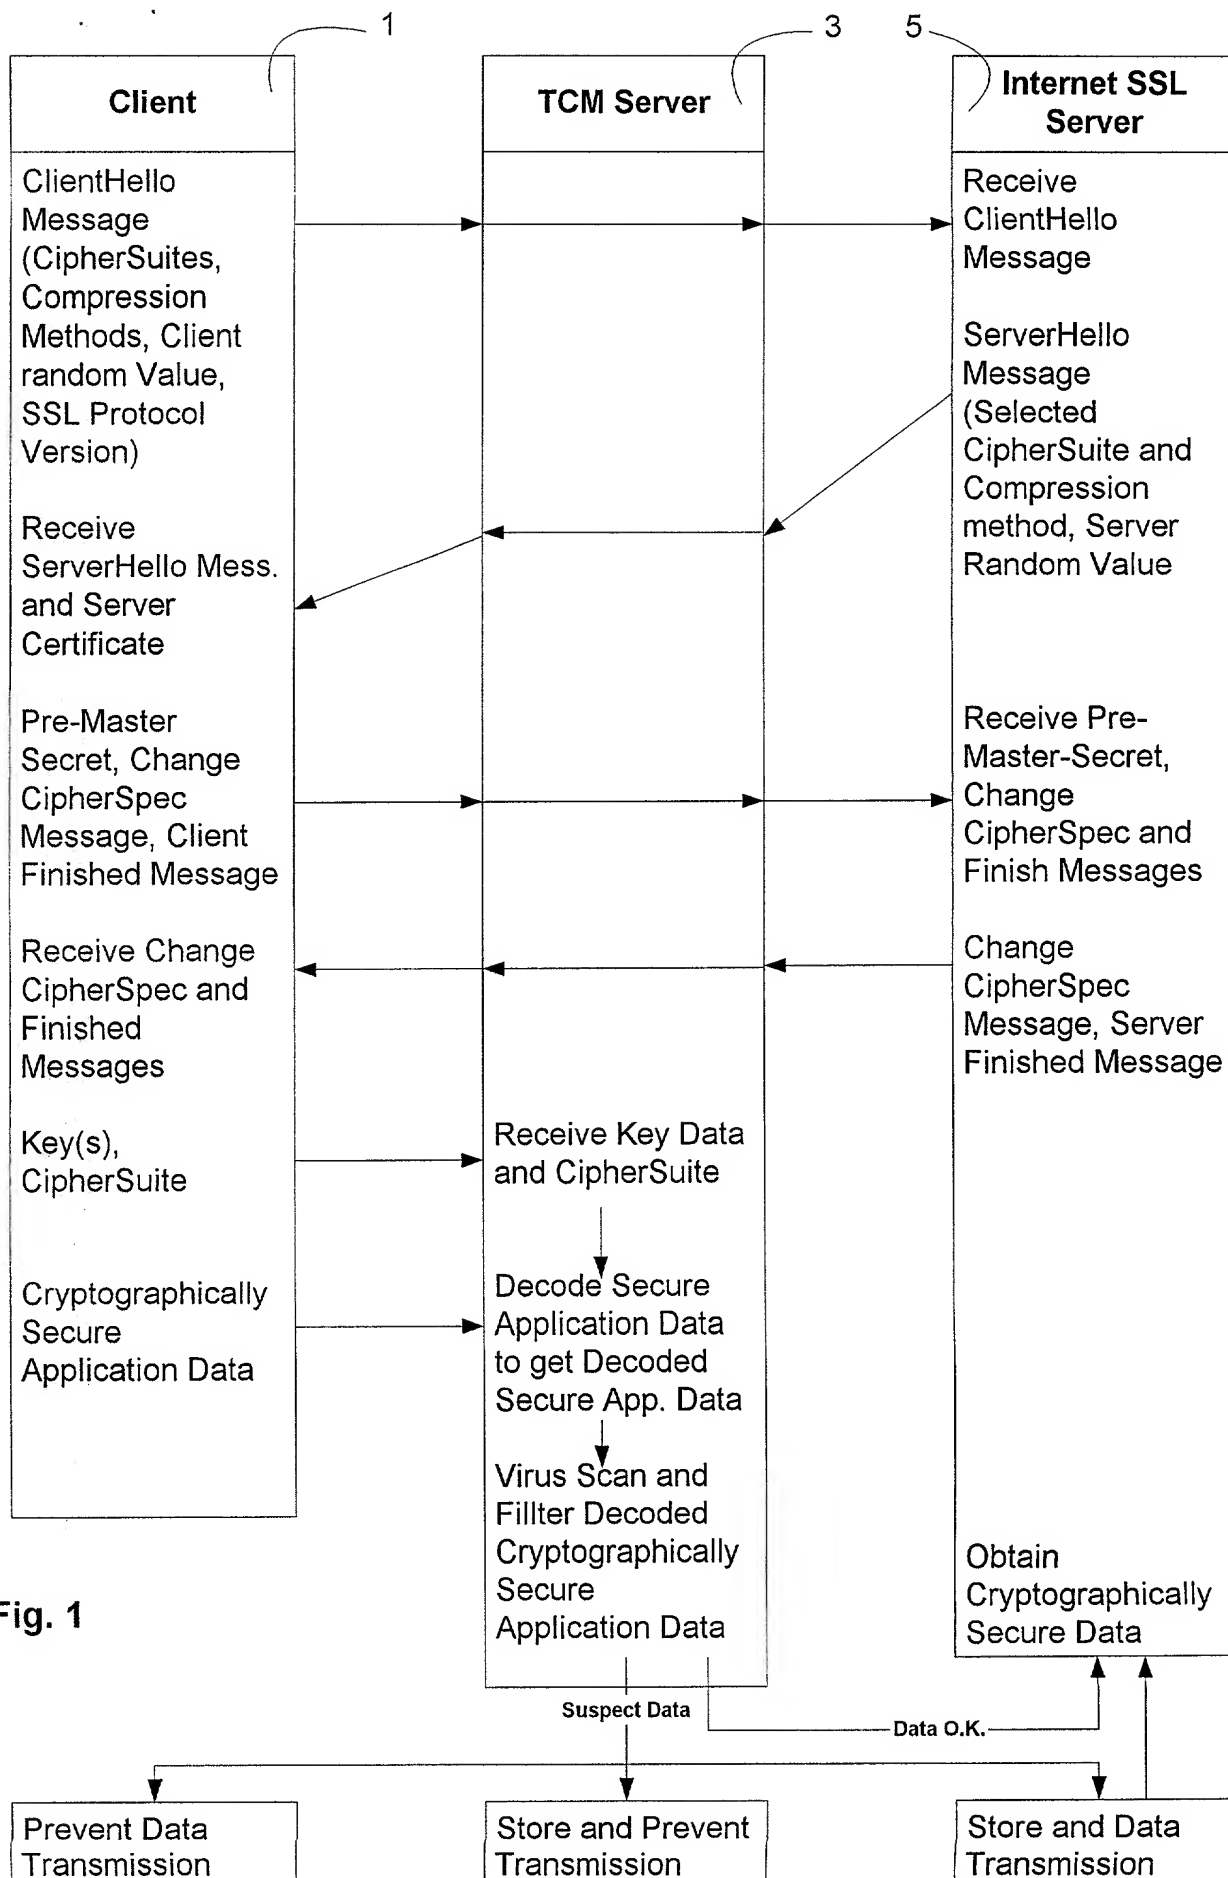 1
3
5
Client
TCM Server
Internet SSL
Server
ClientHello
Message
(CipherSuites,
Compression
Methods, Client
random Value,
SSL Protocol
Version)
Receive
ServerHello Mess.
and Server
Certificate
Pre-Master
Secret, Change
CipherSpec
Message, Client
Finished Message
Receive Change
CipherSpec and
Finished
Messages
Key(s),
CipherSuite
Cryptographically
Secure
Application Data
Receive Key Data
and CipherSuite
Decode Secure
Application Data
to get Decoded
Secure App. Data
Virus Scan and
Fillter Decoded
Cryptographically
Secure
Application Data
Receive
ClientHello
Message
ServerHello
Message
(Selected
CipherSuite and
Compression
method, Server
Random Value
Receive Pre-
Master-Secret,
Change
CipherSpec and
Finish Messages
Change
CipherSpec
Message, Server
Finished Message
Obtain
Cryptographically
Secure Data
Fig. 1
Suspect Data
Data O.K.
Prevent Data
Transmission
Store and Prevent
Transmission
Store and Data
Transmission